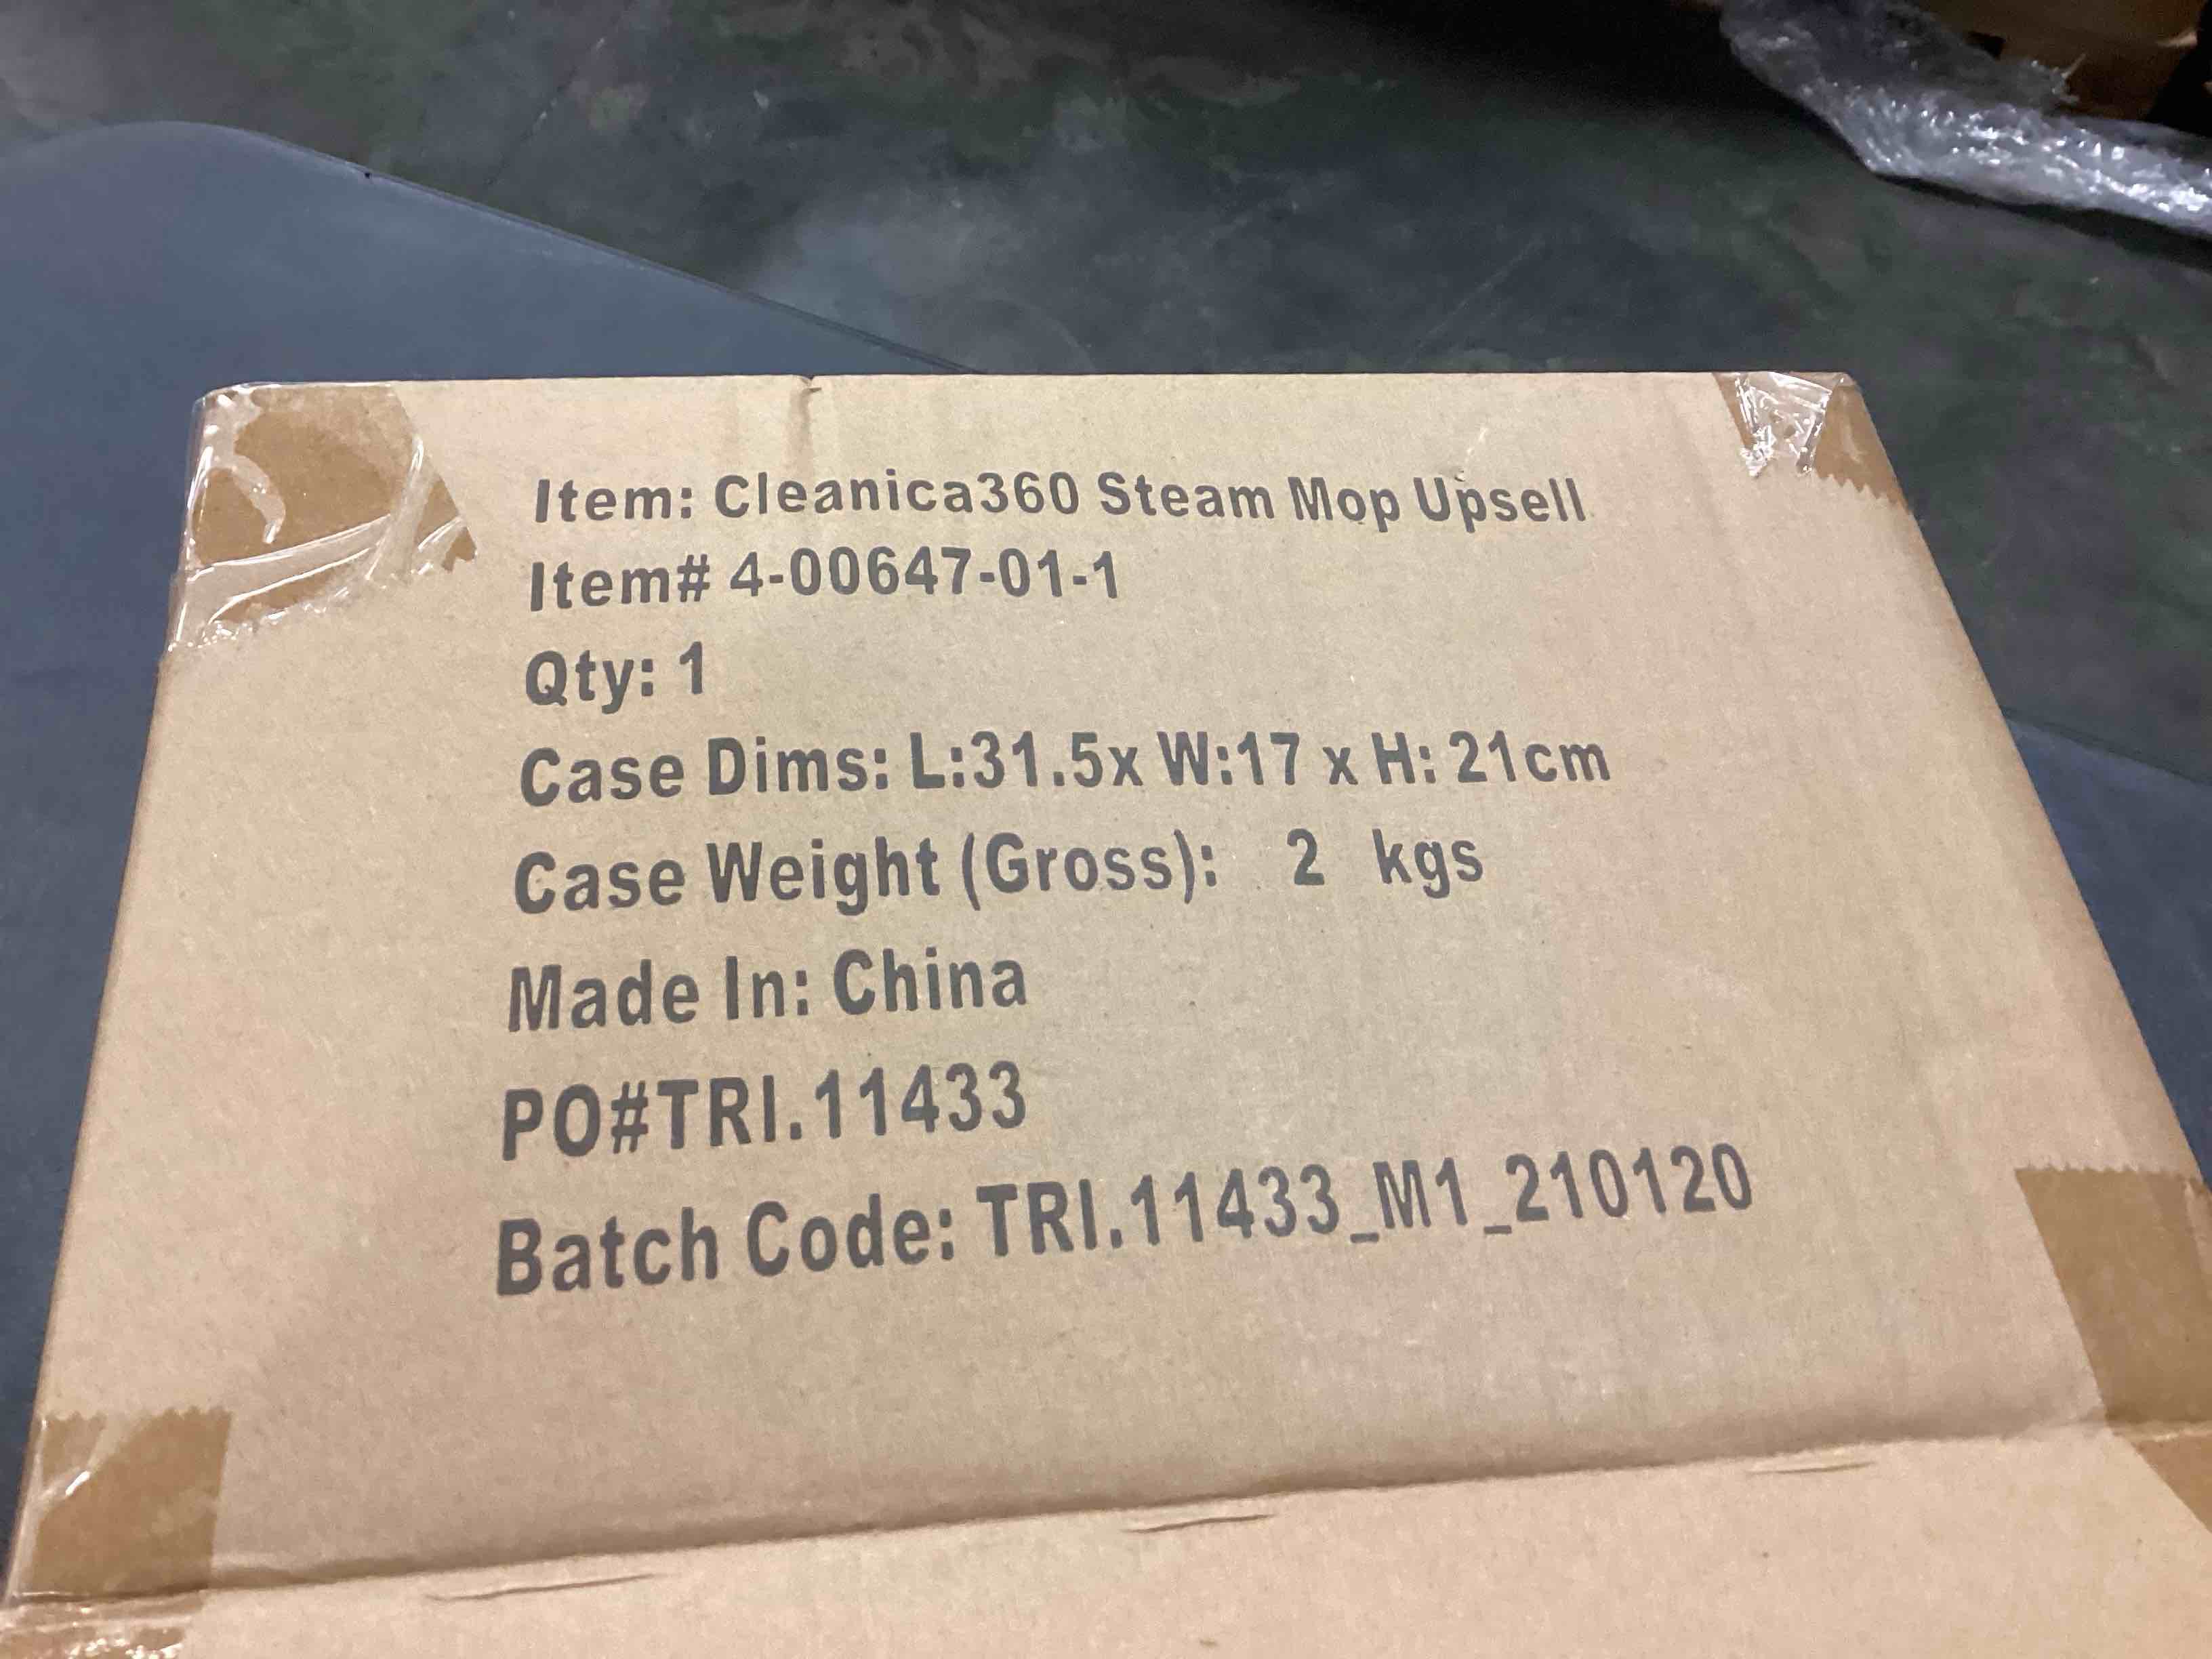 Item: Cleanica360 Steam Mop Upsell
Item# 4-00647-01-1
Qty: 1
Case Dims: L:31.5x W:17 x H: 21cm
Case Weight (Gross): 2 kgs
Made In: China
PO#TRI.11433
Batch Code: TRI.11433_M1_210120